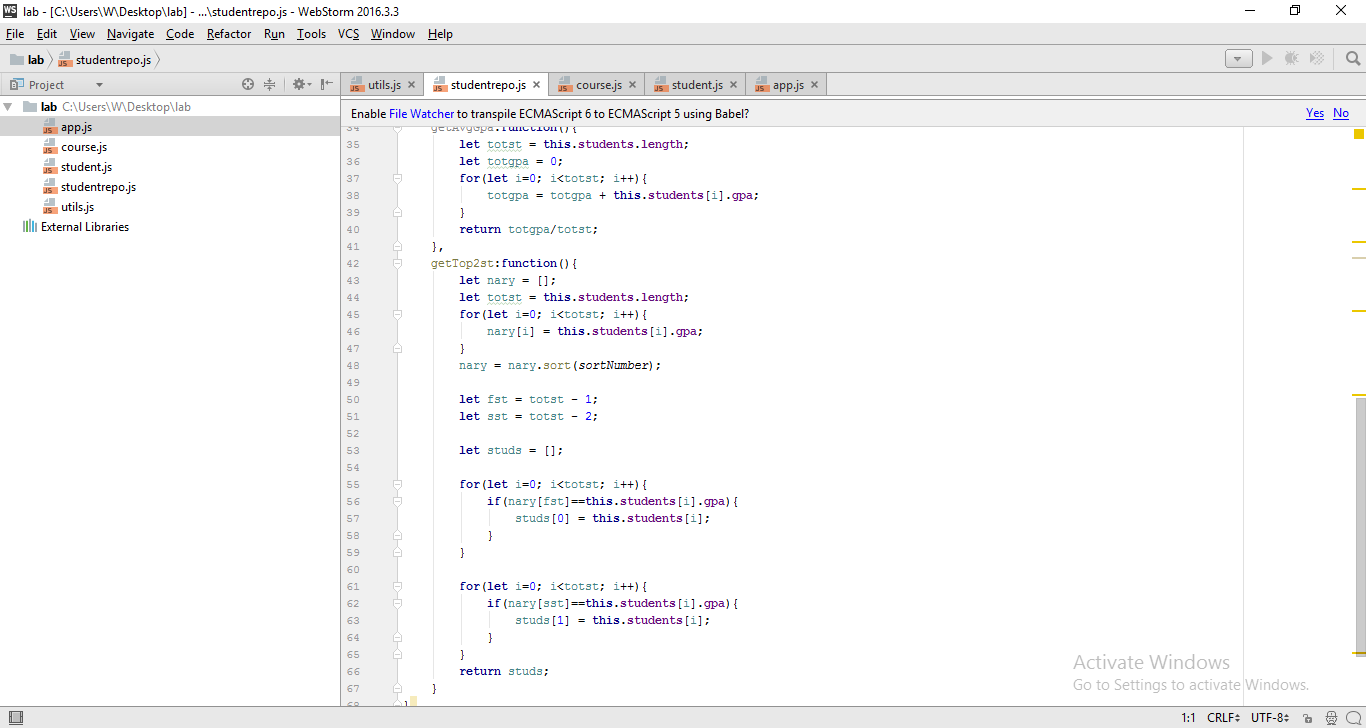 WS lab - [C:\Users\W\Desktop\lab] - ...\studentrepo.js - WebStorm 2016.3.3
File Edit View Navigate Code Refactor Run Tools VCS Window Help
lab studentrepo.js
Project utils.js studentrepo.js course.js student.js app.js
lab C:\Users\W\Desktop\lab
Enable File Watcher to transpile ECMAScript 6 to ECMAScript 5 using Babel? Yes No
app.js
course.js
student.js
studentrepo.js
utils.js
External Libraries
34 getAvgGpa:function(){
35 let totst = this.students.length;
36 let totgpa = 0;
37 for(let i=0; i<totst; i++){
38 totgpa = totgpa + this.students[i].gpa;
39 }
40 return totgpa/totst;
41 },
42 getTop2st:function(){
43 let nary = [];
44 let totst = this.students.length;
45 for(let i=0; i<totst; i++){
46 nary[i] = this.students[i].gpa;
47 }
48 nary = nary.sort(sortNumber);
49
50 let fst = totst - 1;
51 let sst = totst - 2;
52
53 let studs = [];
54
55 for(let i=0; i<totst; i++){
56 if(nary[fst]==this.students[i].gpa){
57 studs[0] = this.students[i];
58 }
59 }
60
61 for(let i=0; i<totst; i++){
62 if(nary[sst]==this.students[i].gpa){
63 studs[1] = this.students[i];
64 }
65 }
66 return studs;
67 }
68 }
Activate Windows
Go to Settings to activate Windows.
1:1 CRLF UTF-8